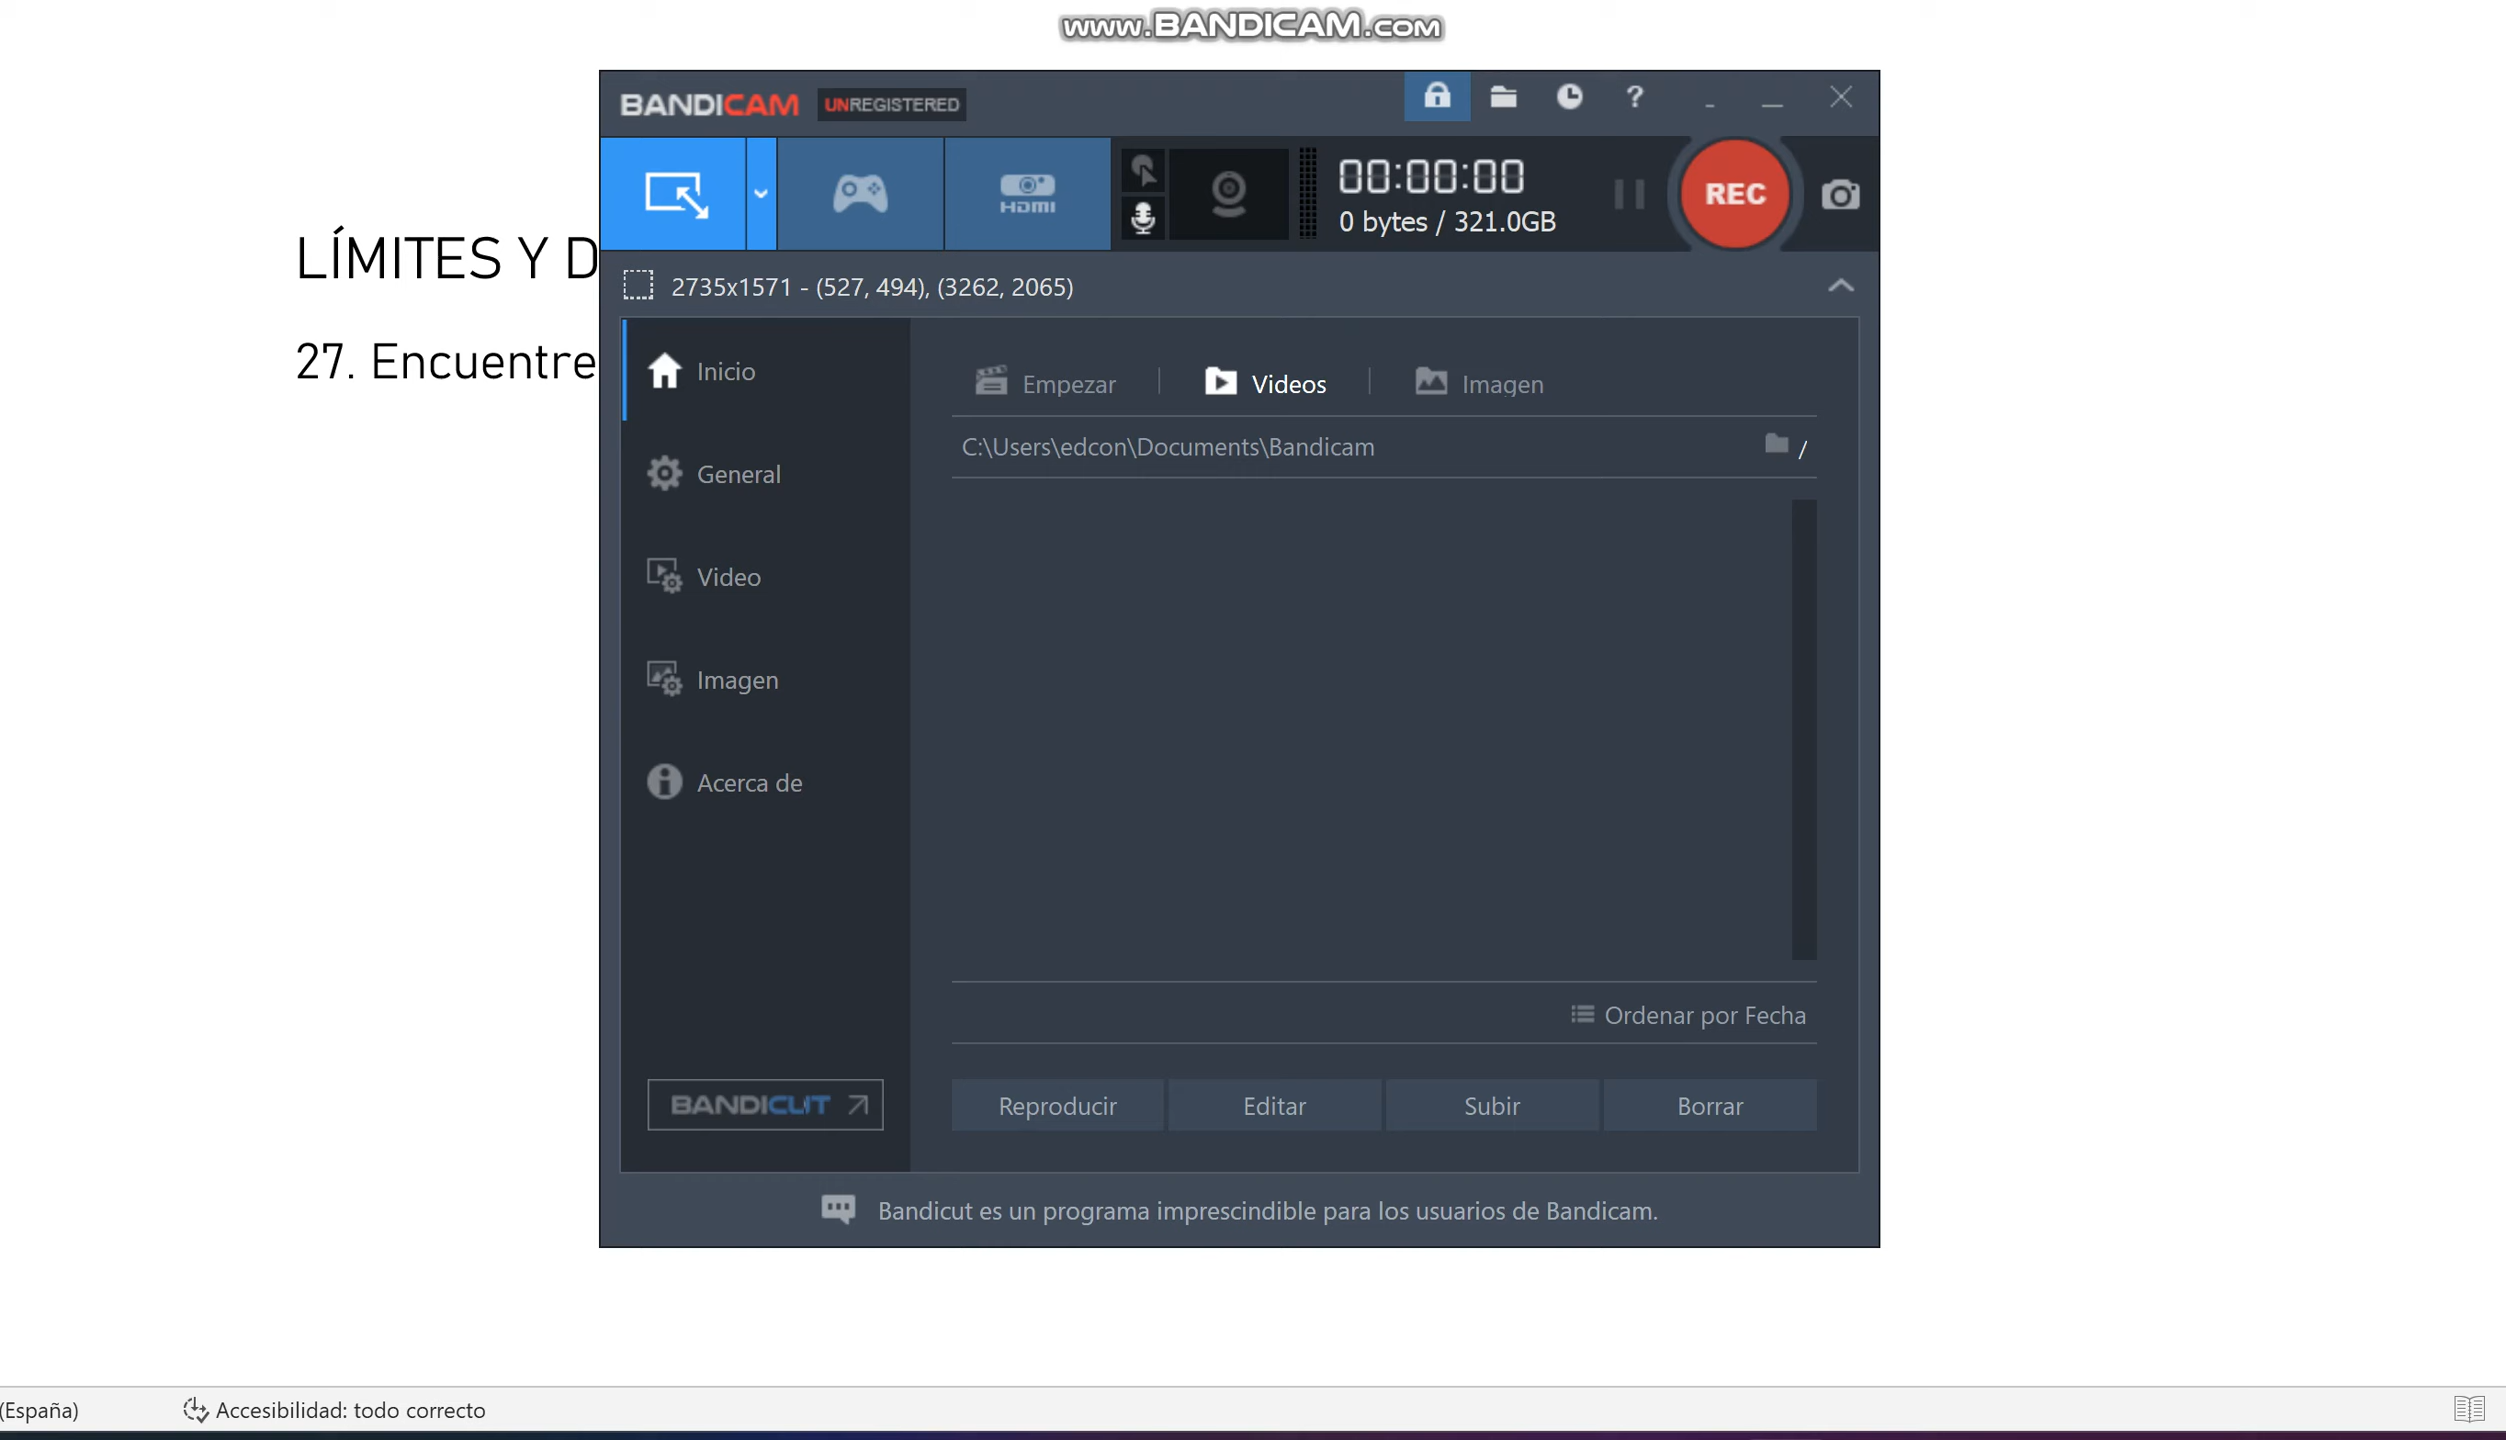 www.BANDICAM.com
BANDICAM UNREGISTERED
?
HDMI
00:00:00
0 bytes / 321.0GB
REC
LÍMITES Y D
2735x1571 - (527, 494), (3262, 2065)
27. Encuentre
Inicio
General
Video
Imagen
Acerca de
BANDICUT
Empezar
Videos
Imagen
C:\Users\edcon\Documents\Bandicam
/
Ordenar por Fecha
Reproducir
Editar
Subir
Borrar
Bandicut es un programa imprescindible para los usuarios de Bandicam.
(España)
Accesibilidad: todo correcto